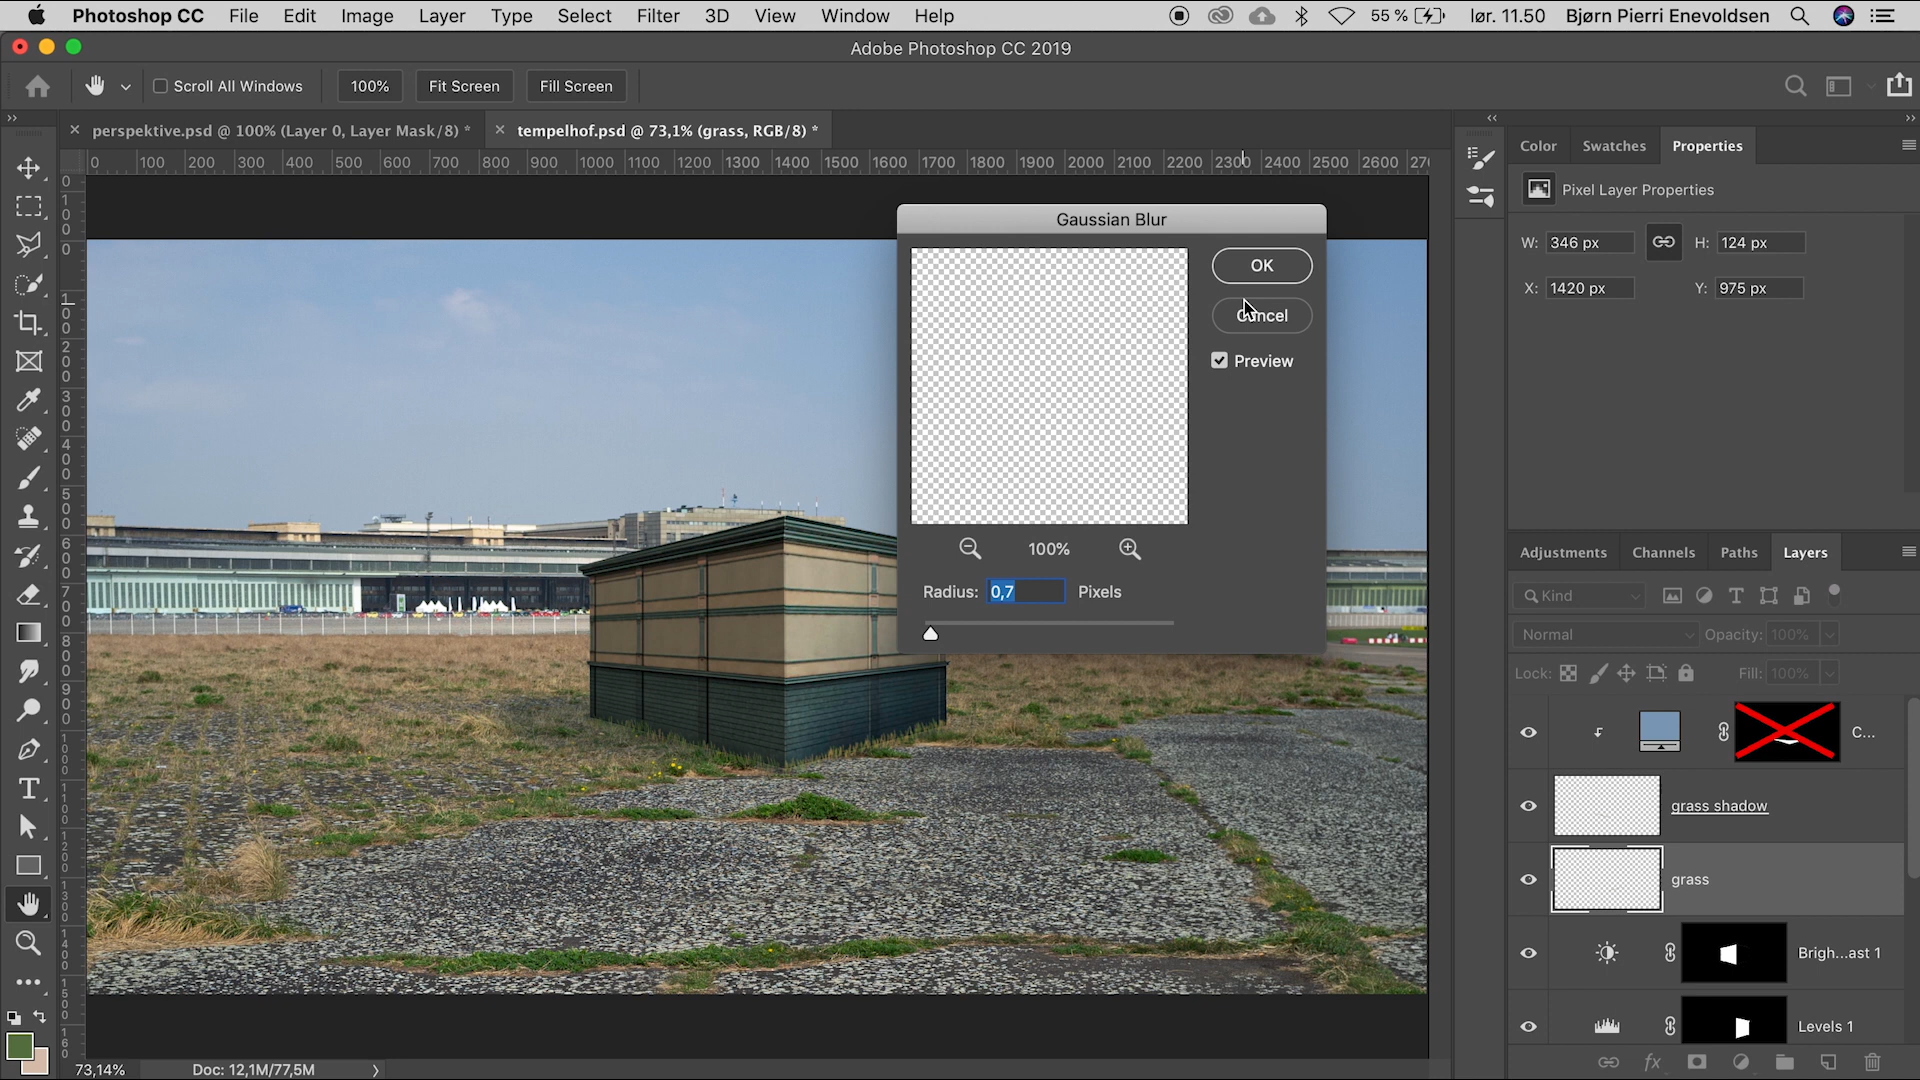 Photoshop CC File Edit Image Layer Type Select Filter 3D View Window Help 55 % lør. 11.50 Bjørn Pierri Enevoldsen
Adobe Photoshop CC 2019
Scroll All Windows 100% Fit Screen Fill Screen
perspektive.psd @ 100% (Layer 0, Layer Mask/8) *
tempelhof.psd @ 73,1% (grass, RGB/8) *
0 100 200 300 400 500 600 700 800 900 1000 1100 1200 1300 1400 1500 1600 1700 1800 1900 2000 2100 2200 2300 2400 2500 2600
Color Swatches Properties
Pixel Layer Properties
W: 346 px H: 124 px
X: 1420 px Y: 975 px
Gaussian Blur
OK
Cancel
Preview
100%
Radius: 0,7 Pixels
Adjustments Channels Paths Layers
Kind
Normal Opacity: 100%
Lock: Fill: 100%
C...
grass shadow
grass
Brigh...ast 1
Levels 1
73,14% Doc: 12,1M/77,5M